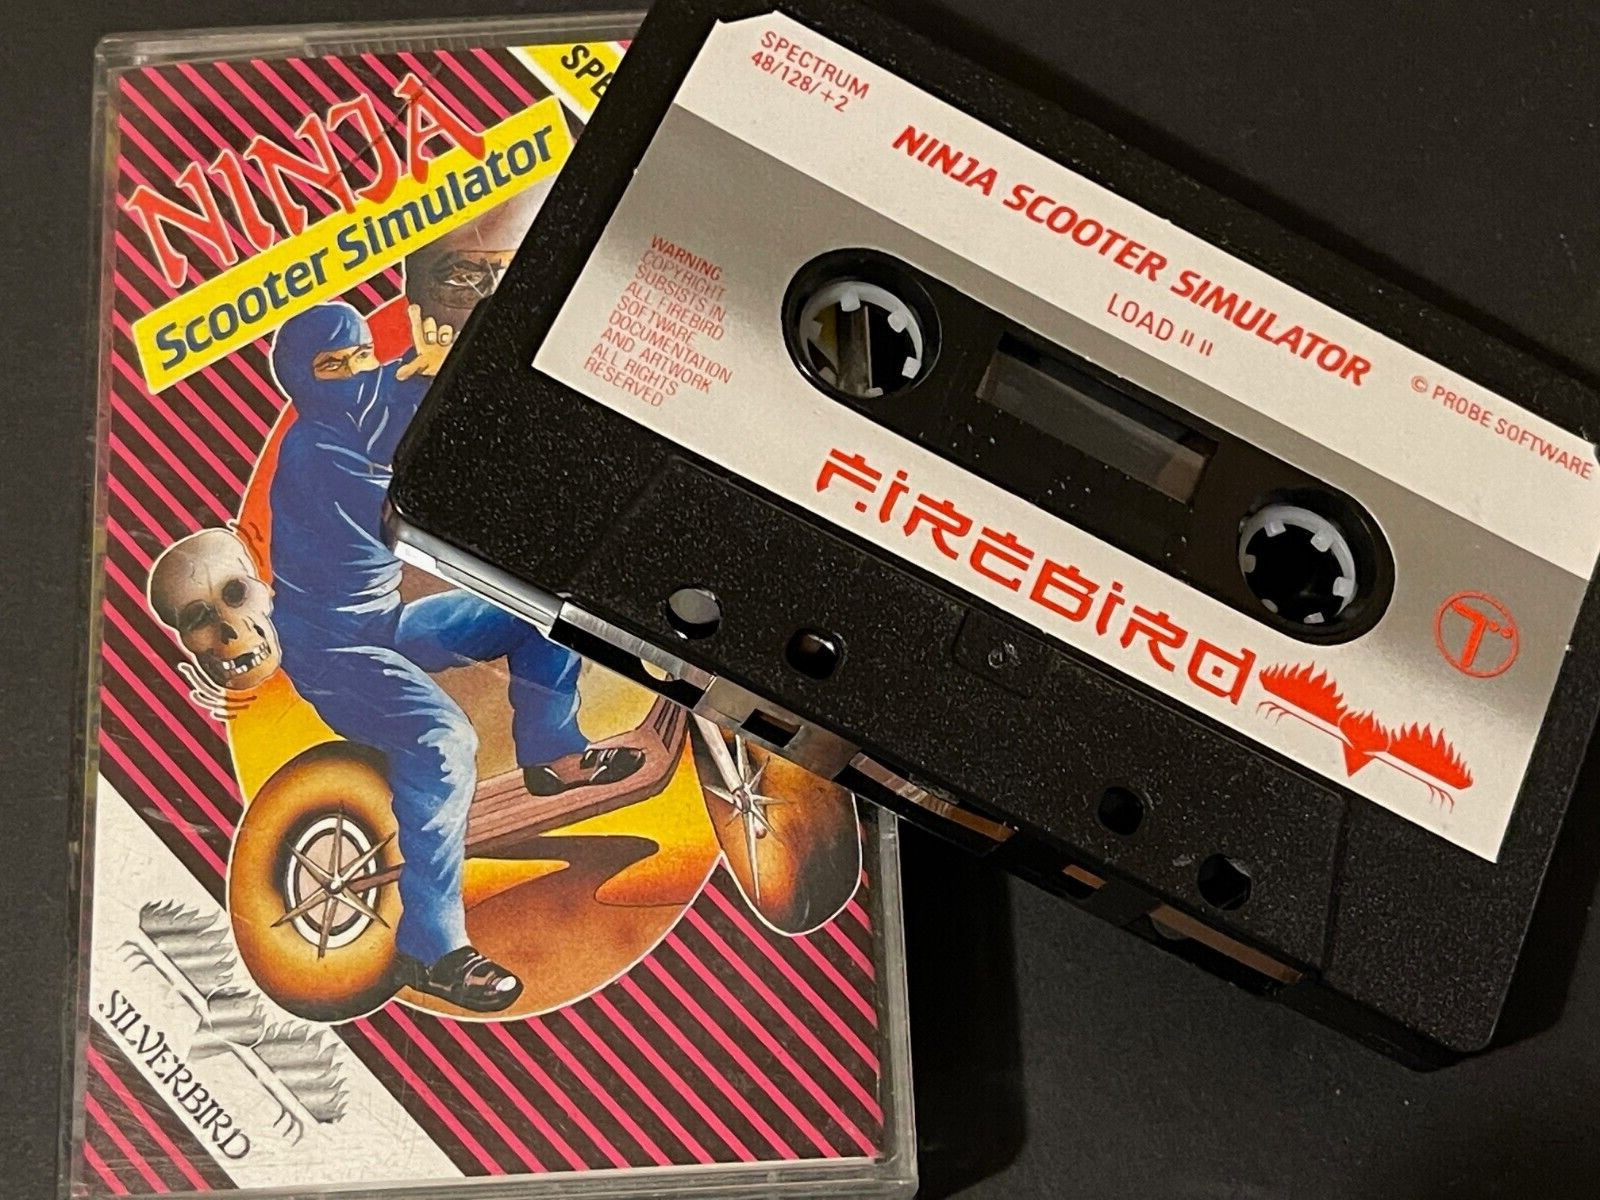 NINJA
Scooter Simulator
SPE
SILVERBIRD
SPECTRUM
48/128/+2
NINJA SCOOTER SIMULATOR
LOAD " "
© PROBE SOFTWARE
WARNING
COPYRIGHT
SUBSISTS IN
ALL FIREBIRD
SOFTWARE,
DOCUMENTATION
AND ARTWORK
ALL RIGHTS
RESERVED
FIREBIRD
T